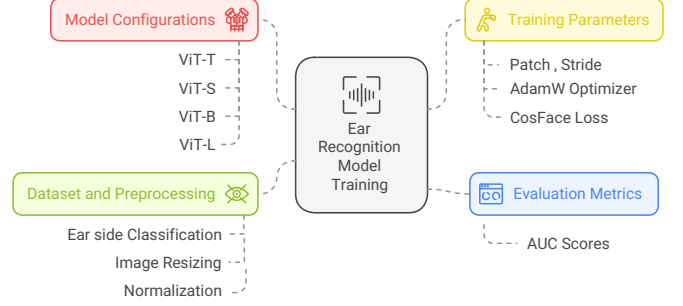 Model Configurations
ViT-T
ViT-S
ViT-B
ViT-L
Dataset and Preprocessing
Ear side Classification
Image Resizing
Normalization
Ear
Recognition
Model
Training
Training Parameters
Patch , Stride
AdamW Optimizer
CosFace Loss
Evaluation Metrics
AUC Scores